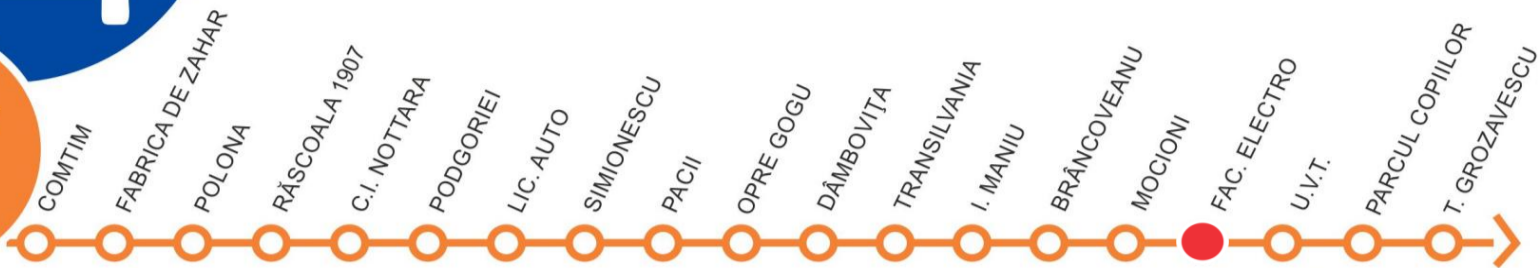 COMTIM
FABRICA DE ZAHAR
POLONA
RĂSCOALA 1907
C.I. NOTTARA
PODGORIEI
LIC. AUTO
SIMIONESCU
PACII
OPRE GOGU
DÂMBOVIŢA
TRANSILVANIA
I. MANIU
BRÂNCOVEANU
MOCIONI
FAC. ELECTRO
U.V.T.
PARCUL COPIILOR
T. GROZAVESCU